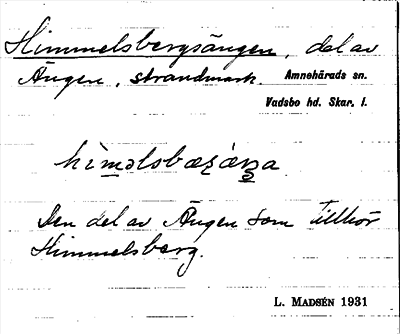 Himmelsbergsängen, del av
Ängen, strandmark. Amnehärads sn.
Vadsbo hd. Skar. l.
Den del av Ängen som tillhör
Himmelsberg.
L. MADSÉN 1931